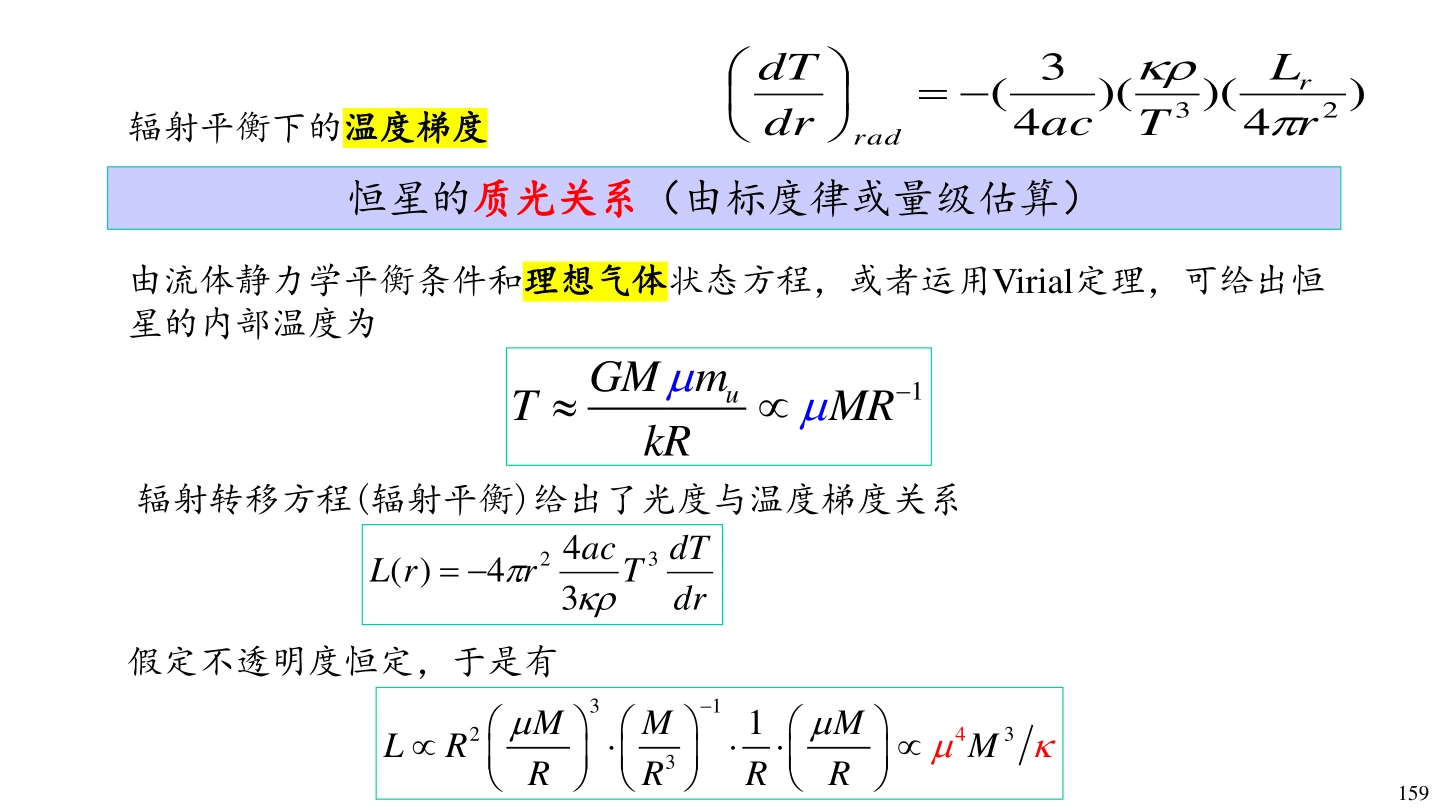 辐射平衡下的温度梯度
(dT/dr)_rad = −(3/4ac)(κρ/T³)(L_r/4πr²)
恒星的质光关系（由标度律或量级估算）
由流体静力学平衡条件和理想气体状态方程，或者运用Virial定理，可给出恒
星的内部温度为
T ≈ GMμm_u/kR ∝ μMR⁻¹
辐射转移方程(辐射平衡)给出了光度与温度梯度关系
L(r) = −4πr² (4ac/3κρ) T³ dT/dr
假定不透明度恒定，于是有
L ∝ R² (μM/R)³ · (M/R³)⁻¹ · 1/R · (μM/R) ∝ μ⁴M³/κ
159